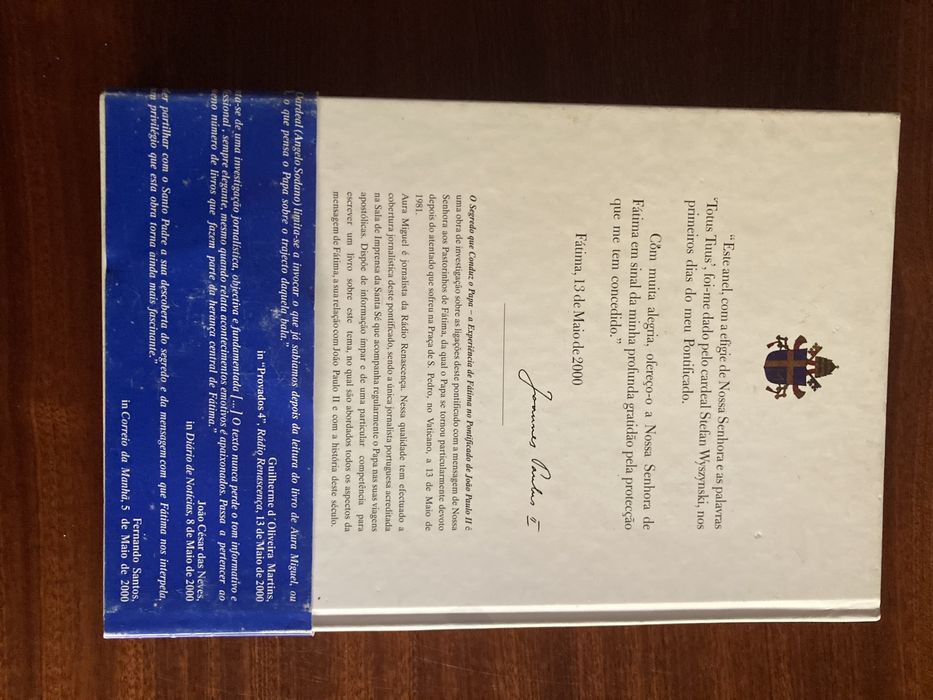 “Este anel, com a efígie de Nossa Senhora e as palavras
‘Totus Tuus’, foi-me dado pelo cardeal Stefan Wyszynski, nos
primeiros dias do meu Pontificado.
Com muita alegria, ofereço-o a Nossa Senhora de
Fátima em sinal da minha profunda gratidão pela protecção
que me tem concedido.”
Fátima, 13 de Maio de 2000
Joannes Paulus II
O Segredo que Conduz o Papa – a Experiência de Fátima no Pontificado de João Paulo II é
uma obra de investigação sobre as ligações deste pontificado com a mensagem de Nossa
Senhora aos Pastorinhos de Fátima, da qual o Papa se tornou particularmente devoto
depois do atentado que sofreu na Praça de S. Pedro, no Vaticano, a 13 de Maio de
1981.
Aura Miguel é jornalista da Rádio Renascença. Nessa qualidade tem efectuado a
cobertura jornalística deste pontificado, sendo a única jornalista portuguesa acreditada
na Sala de Imprensa da Santa Sé que acompanha regularmente o Papa nas suas viagens
apostólicas. Dispõe de informação ímpar e de uma particular competência para
escrever um livro sobre este tema, no qual são abordados todos os aspectos da
mensagem de Fátima, a sua relação com João Paulo II e com a história deste século.
Cardeal (Angelo Sodano) limita-se a invocar o que já sabíamos depois da leitura do livro de Aura Miguel, ou
o que pensa o Papa sobre o trajecto daquela bala.”
Guilherme d’Oliveira Martins,
in “Provados 4”, Rádio Renascença, 13 de Maio de 2000
ta-se de uma investigação jornalística, objectiva e fundamentada [...] O texto nunca perde o tom informativo e
ssional, sempre elegante, mesmo quando relata acontecimentos emotivos e apaixonados. Passa a pertencer ao
eno número de livros que fazem parte da herança central de Fátima.”
João César das Neves,
in Diário de Notícias, 8 de Maio de 2000
er partilhar com o Santo Padre a sua descoberta do segredo e da mensagem com que Fátima nos interpela,
m privilégio que esta obra torna ainda mais fascinante.
Fernando Santos,
in Correio da Manhã, 5 de Maio de 2000